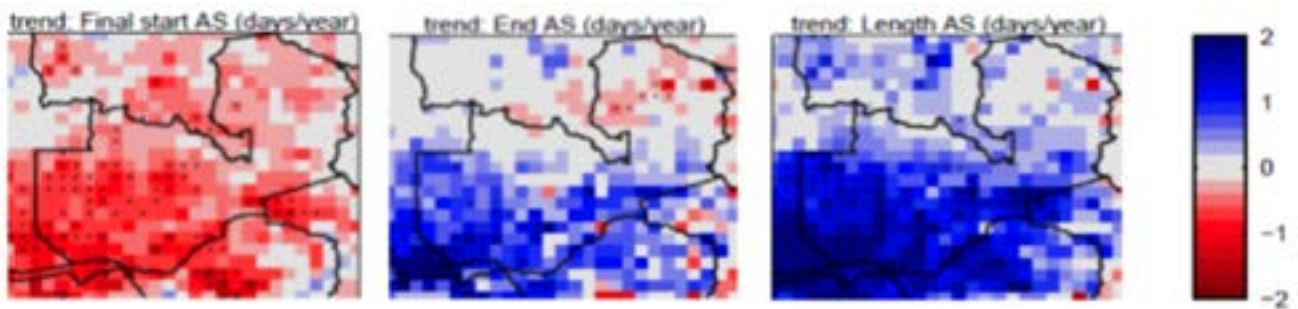 trend: Final start AS (days/year)
trend: End AS (days/year)
trend: Length AS (days/year)
2
1
0
−1
−2